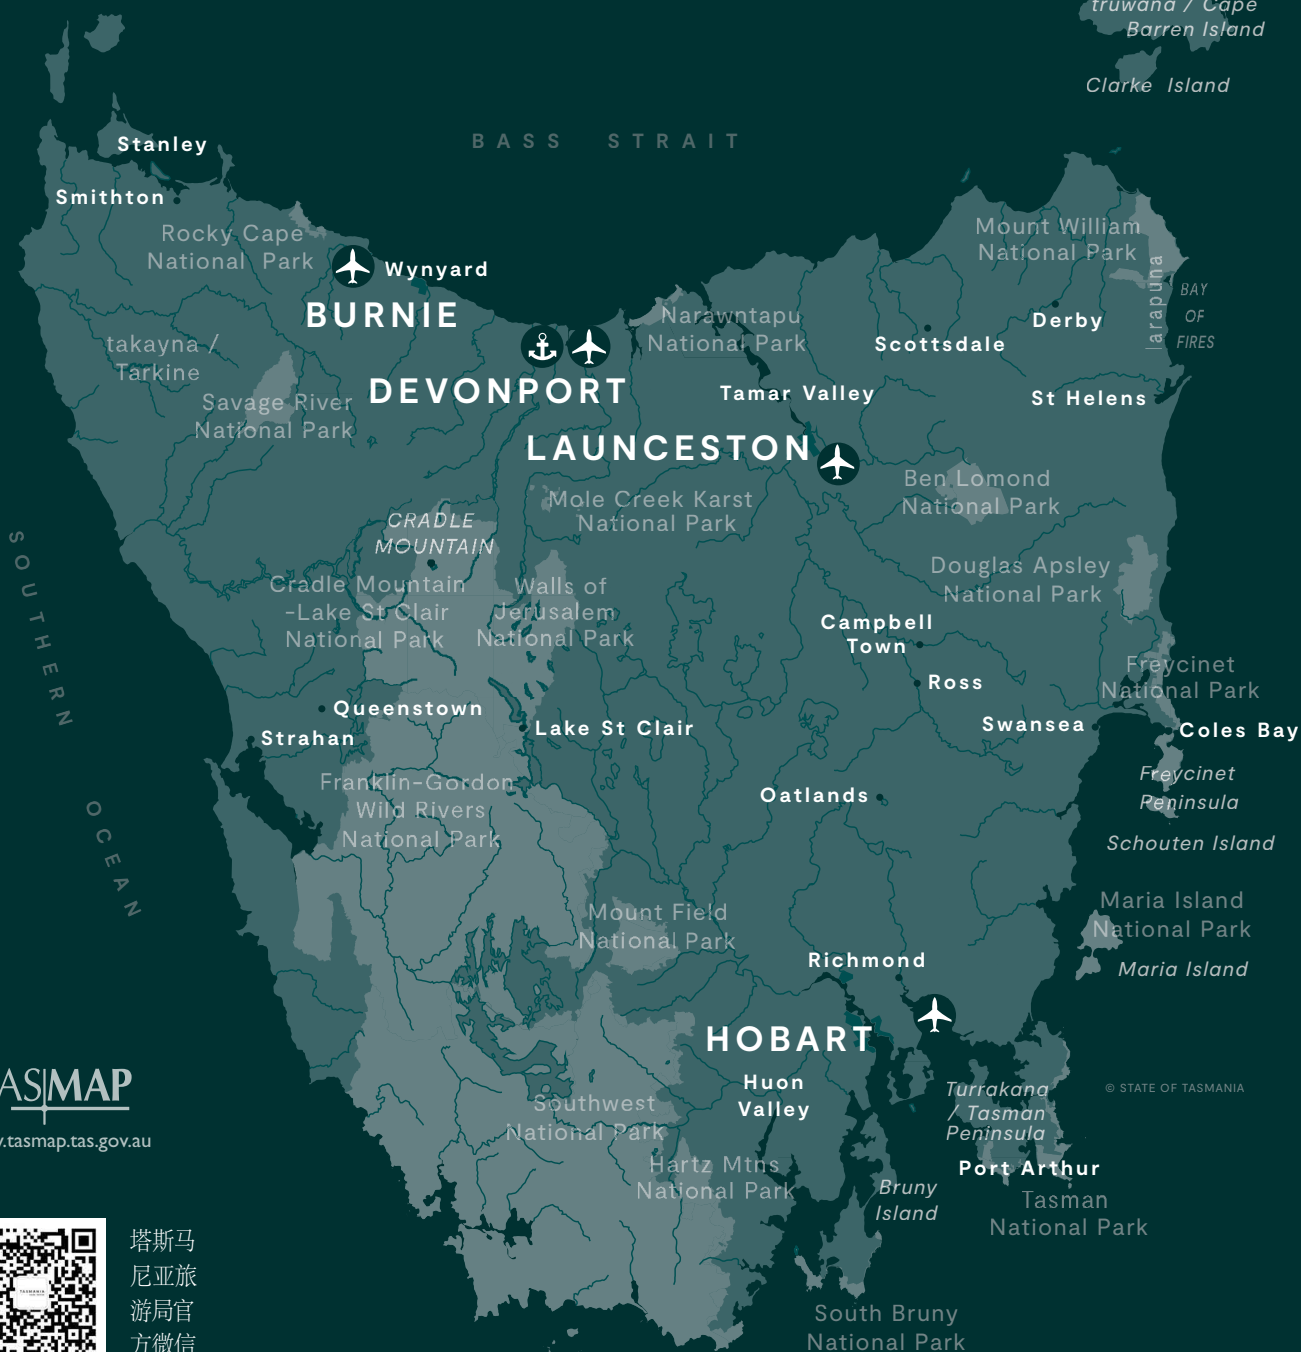 truwana / Cape
Barren Island
Clarke Island
BASS STRAIT
Stanley
Smithton
Rocky Cape
National Park
Wynyard
BURNIE
Mount William
National Park
larapuna
BAY
OF
FIRES
Narawntapu
National Park
Derby
Scottsdale
takayna /
Tarkine
DEVONPORT
Tamar Valley
St Helens
Savage River
National Park
LAUNCESTON
Ben Lomond
National Park
Mole Creek Karst
National Park
CRADLE
MOUNTAIN
SOUTHERN
OCEAN
Cradle Mountain
-Lake St Clair
National Park
Walls of
Jerusalem
National Park
Douglas Apsley
National Park
Campbell
Town
Ross
Freycinet
National Park
Queenstown
Strahan
Lake St Clair
Swansea
Coles Bay
Freycinet
Peninsula
Franklin-Gordon
Wild Rivers
National Park
Oatlands
Schouten Island
Mount Field
National Park
Maria Island
National Park
Maria Island
Richmond
HOBART
Huon
Valley
ASMAP
.tasmap.tas.gov.au
Turrakana
/ Tasman
Peninsula
© STATE OF TASMANIA
Southwest
National Park
Port Arthur
Hartz Mtns
National Park
Bruny
Island
Tasman
National Park
塔斯马
尼亚旅
游局官
方微信
South Bruny
National Park